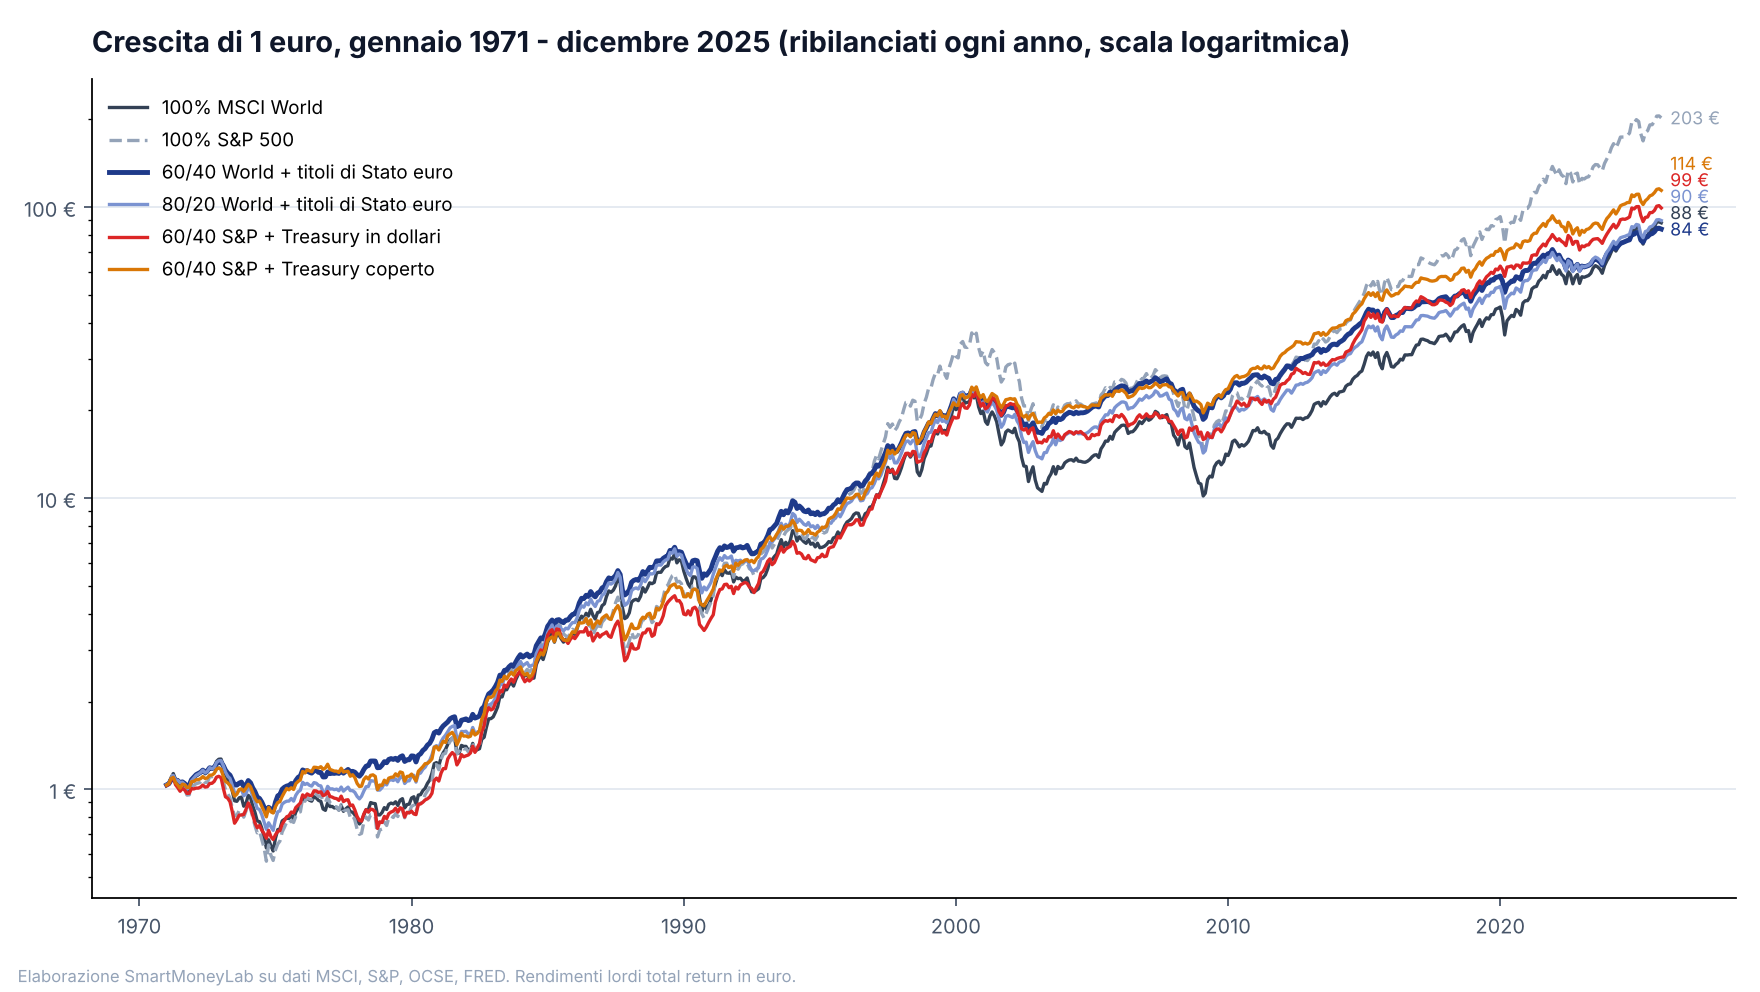 Crescita di 1 euro, gennaio 1971 - dicembre 2025 (ribilanciati ogni anno, scala logaritmica)
100% MSCI World
100% S&P 500
60/40 World + titoli di Stato euro
80/20 World + titoli di Stato euro
60/40 S&P + Treasury in dollari
60/40 S&P + Treasury coperto
203 €
114 €
99 €
90 €
88 €
84 €
100 €
10 €
1 €
1970
1980
1990
2000
2010
2020
Elaborazione SmartMoneyLab su dati MSCI, S&P, OCSE, FRED. Rendimenti lordi total return in euro.